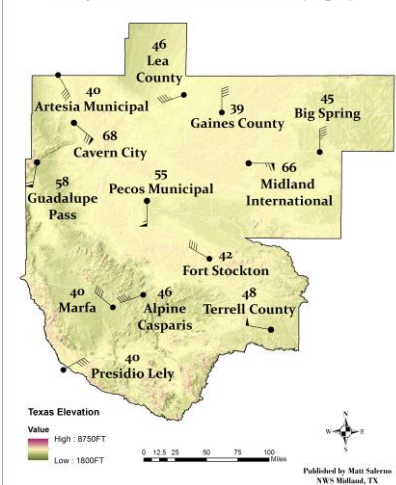 46
Lea
County
40
Artesia Municipal
39
Gaines County
45
Big Spring
68
Cavern City
66
Midland
International
58
Guadalupe
Pass
55
Pecos Municipal
42
Fort Stockton
40
Marfa
46
Alpine
Casparis
48
Terrell County
40
Presidio Lely
Texas Elevation
Value
High : 8750FT
Low : 1800FT
0 12.5 25 50 75 100
Miles
N
W E
S
Published by Matt Salerno
NWS Midland, TX